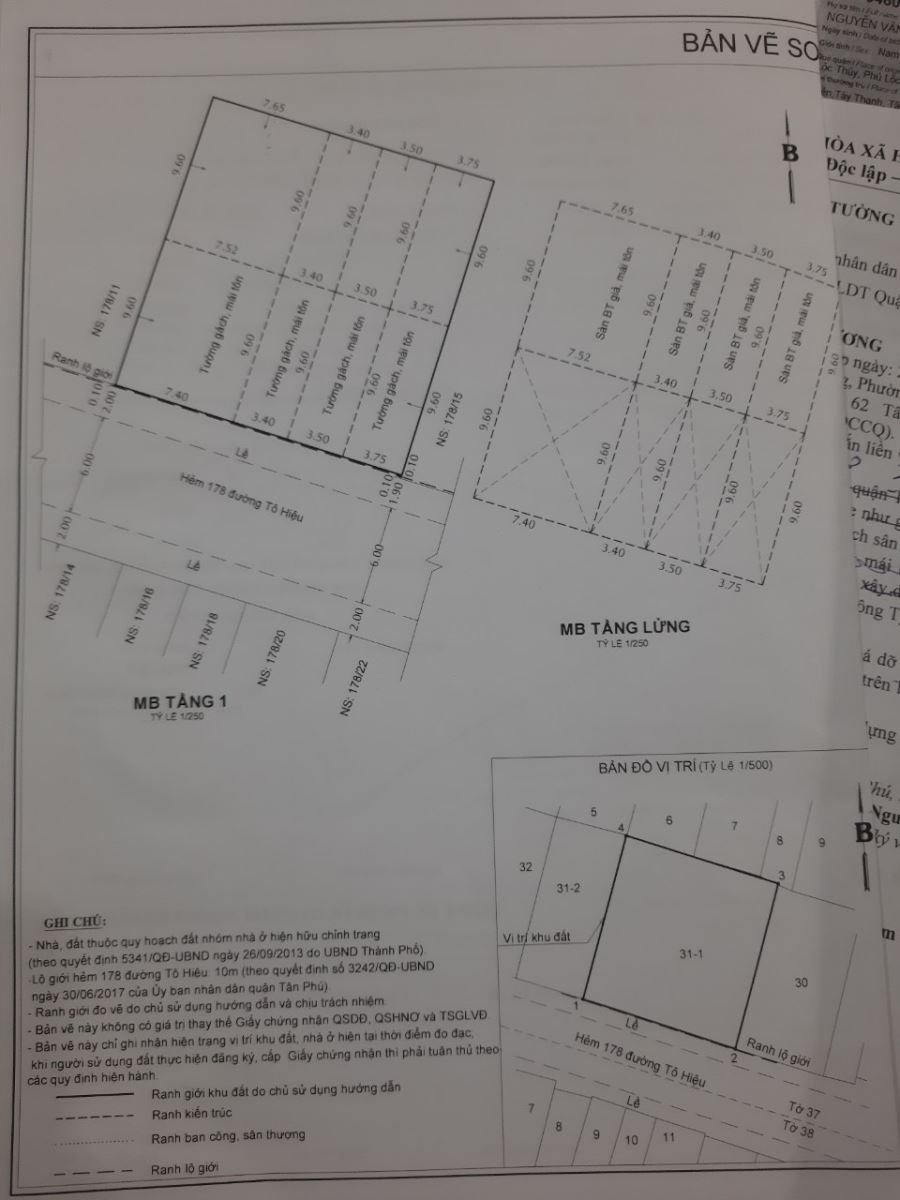 BẢN VẼ SƠ
7.65
3.40
3.50
3.75
9.60
9.60
9.60
9.60
9.60
7.52
3.40
3.50
3.75
NS: 178/11
9.60
Tường gạch, mái tôn
9.60
Tường gạch, mái tôn
9.60
Tường gạch, mái tôn
9.60
Tường gạch, mái tôn
9.60
NS: 178/15
Ranh lộ giới
0.10
2.00
7.40
3.40
3.50
3.75
0.10
0.10
1.90
Lề
Hẻm 178 đường Tô Hiệu
6.00
6.00
2.00
Lề
2.00
NS: 178/14
NS: 178/16
NS: 178/18
NS: 178/20
NS: 178/22
MB TẦNG 1
TỶ LỆ 1/250
B
7.65
3.40
3.50
3.75
9.60
Sàn BT giả, mái tôn
9.60
Sàn BT giả, mái tôn
9.60
Sàn BT giả, mái tôn
9.60
Sàn BT giả, mái tôn
9.60
7.52
3.40
3.50
3.75
9.60
9.60
9.60
9.60
9.60
7.40
3.40
3.50
3.75
MB TẦNG LỬNG
TỶ LỆ 1/250
BẢN ĐỒ VỊ TRÍ (Tỷ Lệ 1/500)
B
5
4
6
7
8
9
3
32
31-2
Vị trí khu đất
31-1
30
1
2
Lề
Ranh lộ giới
Hẻm 178 đường Tô Hiệu
Lề
Tờ 37
Tờ 38
7
8
9
10
11
GHI CHÚ:
- Nhà, đất thuộc quy hoạch đất nhóm nhà ở hiện hữu chỉnh trang
(theo quyết định 5341/QĐ-UBND ngày 26/09/2013 do UBND Thành Phố).
-Lộ giới hẻm 178 đường Tô Hiệu: 10m (theo quyết định số 3242/QĐ-UBND
ngày 30/06/2017 của Ủy ban nhân dân quận Tân Phú)
- Ranh giới đo vẽ do chủ sử dụng hướng dẫn và chịu trách nhiệm.
- Bản vẽ này không có giá trị thay thế Giấy chứng nhận QSDĐ, QSHNƠ và TSGLVĐ.
- Bản vẽ này chỉ ghi nhận hiện trạng vị trí khu đất, nhà ở hiện tại thời điểm đo đạc,
khi người sử dụng đất thực hiện đăng ký, cấp Giấy chứng nhận thì phải tuân thủ theo
các quy định hiện hành.
Ranh giới khu đất do chủ sử dụng hướng dẫn
Ranh kiến trúc
Ranh ban công, sân thượng
Ranh lộ giới
Họ và tên / Full name
NGUYỄN VĂN
Ngày sinh / Date of
Giới tính / Sex Nam
Lộc Thủy, Phú Lộc
Tây Thạnh, Tâ
HÒA XÃ H
Độc lập –
TƯỜNG
nhân dân
LDT Quậ
ƯƠNG
ngày:
Phườn
62 Tâ
CCQ).
ắn liền
quận
như g
ch sân
mái
xây d
ông T
á dỡ
trên
ựng
Phú,
Ngu